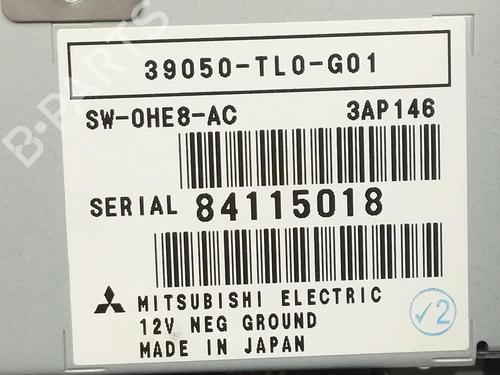 39050-TL0-G01
SW-0HE8-AC 3AP146
SERIAL 84115018
MITSUBISHI ELECTRIC
12V NEG GROUND
MADE IN JAPAN
✓2
B-PARTS